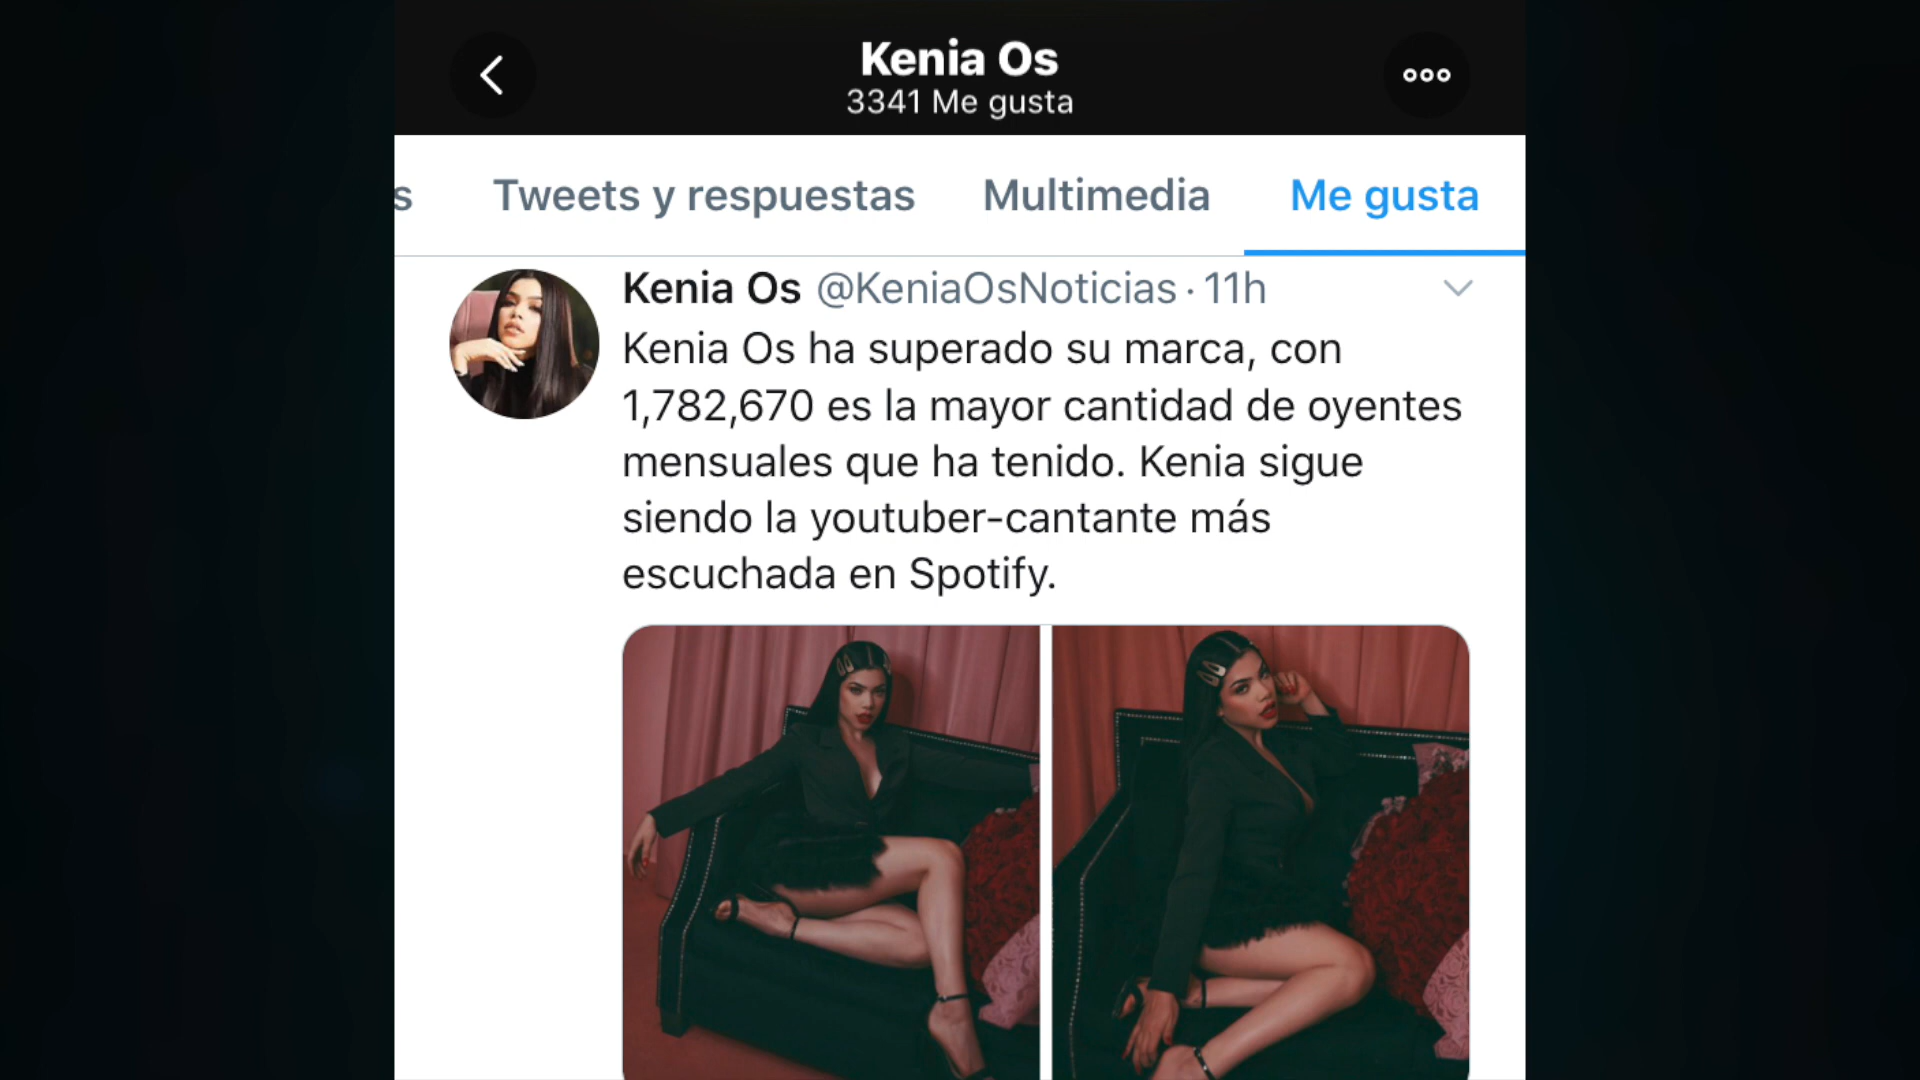 Kenia Os
3341 Me gusta
s Tweets y respuestas Multimedia Me gusta
Kenia Os @KeniaOsNoticias · 11h
Kenia Os ha superado su marca, con
1,782,670 es la mayor cantidad de oyentes
mensuales que ha tenido. Kenia sigue
siendo la youtuber-cantante más
escuchada en Spotify.